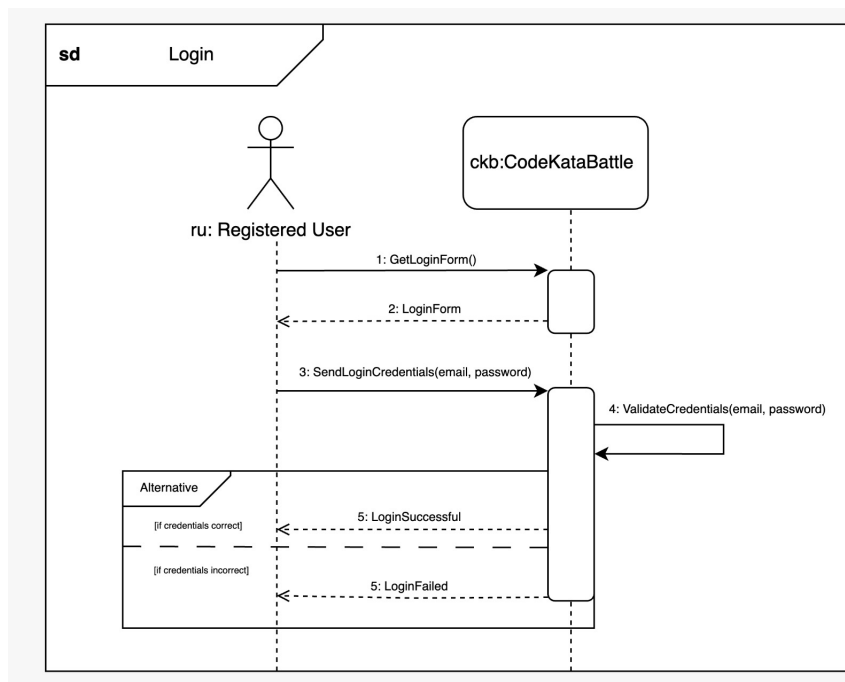 sd Login
ru: Registered User
ckb:CodeKataBattle
1: GetLoginForm()
2: LoginForm
3: SendLoginCredentials(email, password)
4: ValidateCredentials(email, password)
Alternative
[if credentials correct]
5: LoginSuccessful
[if credentials incorrect]
5: LoginFailed